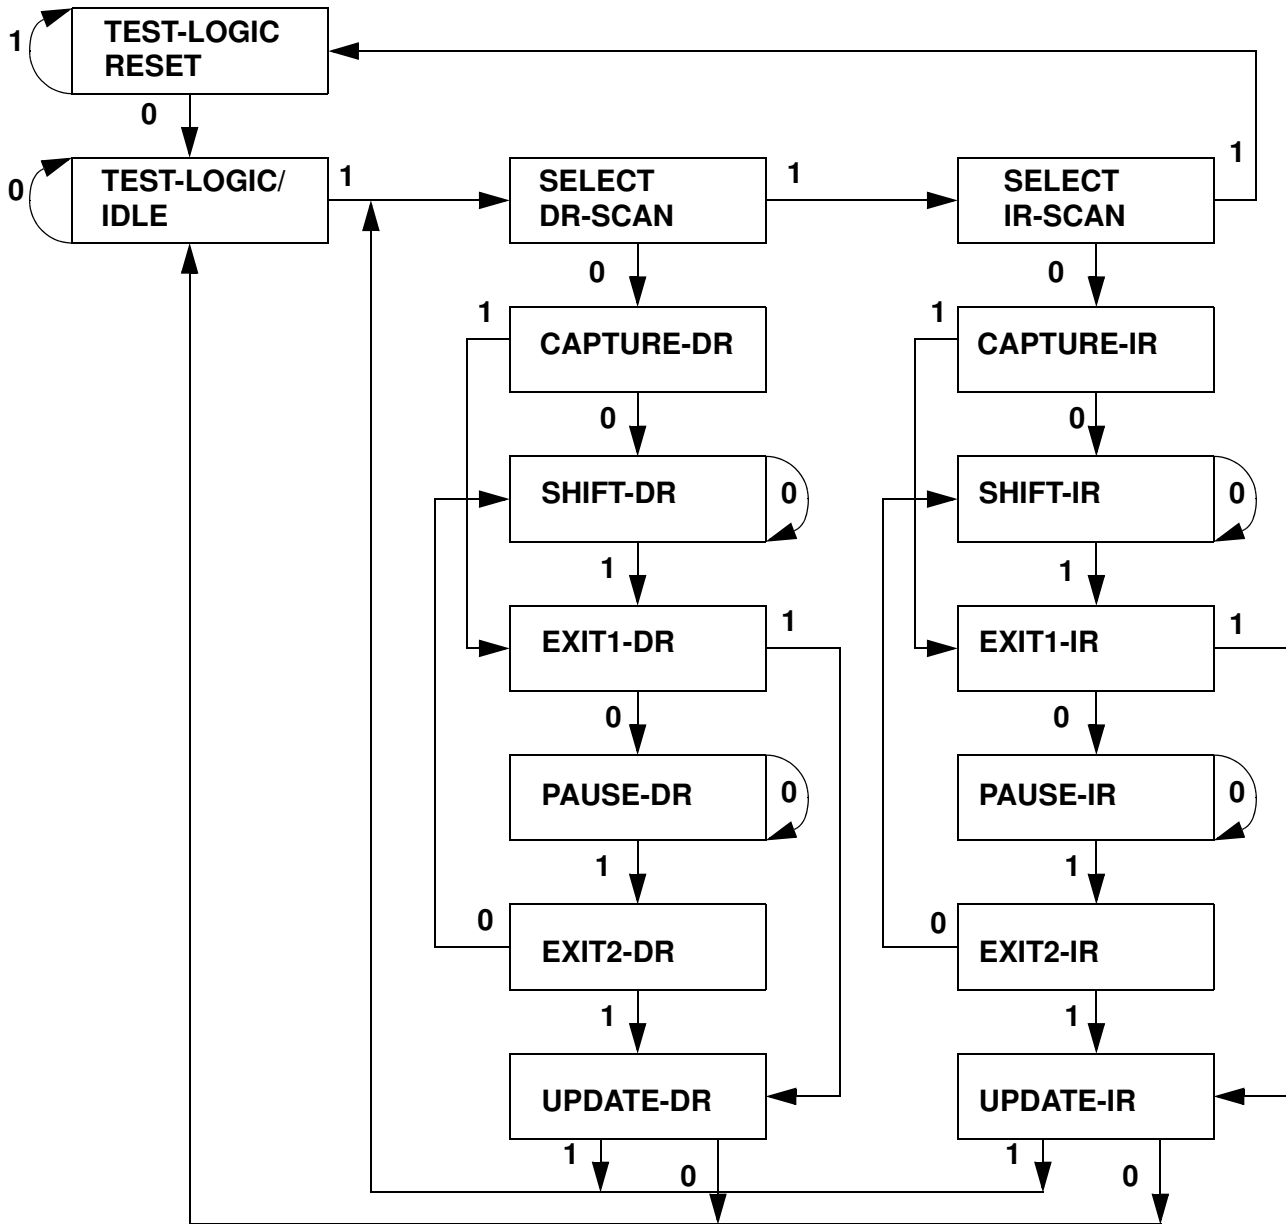 1
TEST-LOGIC
RESET
0
0
TEST-LOGIC/
IDLE
1
SELECT
DR-SCAN
1
SELECT
IR-SCAN
1
0
0
1
CAPTURE-DR
1
CAPTURE-IR
0
0
SHIFT-DR
0
SHIFT-IR
0
1
1
EXIT1-DR
1
EXIT1-IR
1
0
0
PAUSE-DR
0
PAUSE-IR
0
1
1
0
EXIT2-DR
0
EXIT2-IR
1
1
UPDATE-DR
UPDATE-IR
1
0
1
0